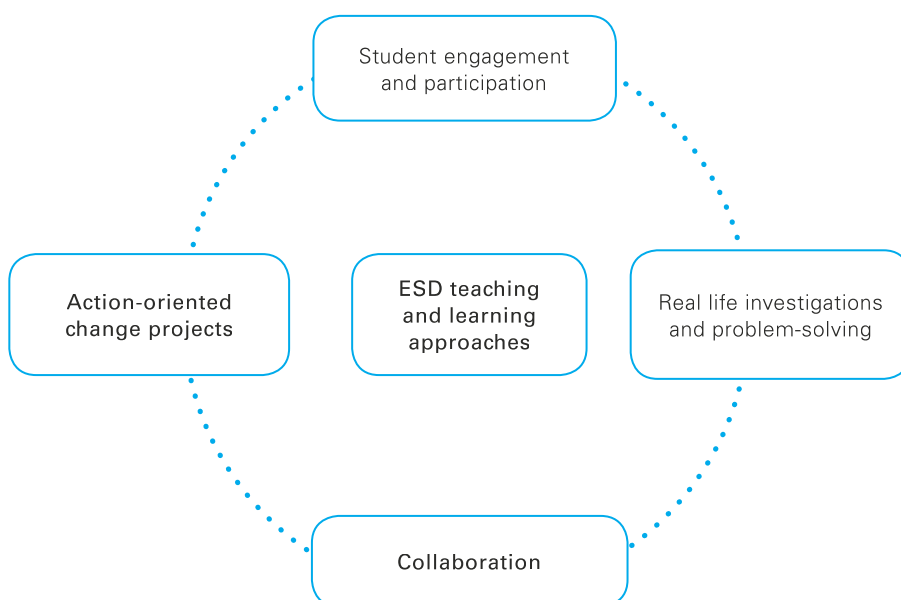 Student engagement
and participation
Action-oriented
change projects
ESD teaching
and learning
approaches
Real life investigations
and problem-solving
Collaboration